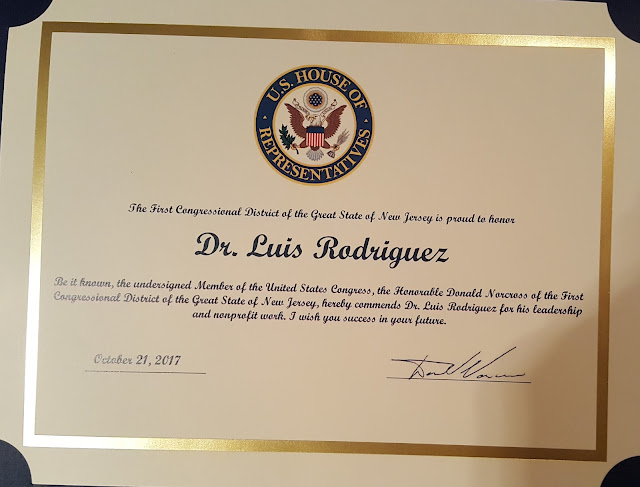 U.S. HOUSE OF
REPRESENTATIVES
The First Congressional District of the Great State of New Jersey is proud to honor
Dr. Luis Rodriguez
Be it known, the undersigned Member of the United States Congress, the Honorable Donald Norcross of the First
Congressional District of the Great State of New Jersey, hereby commends Dr. Luis Rodriguez for his leadership
and nonprofit work. I wish you success in your future.
October 21, 2017